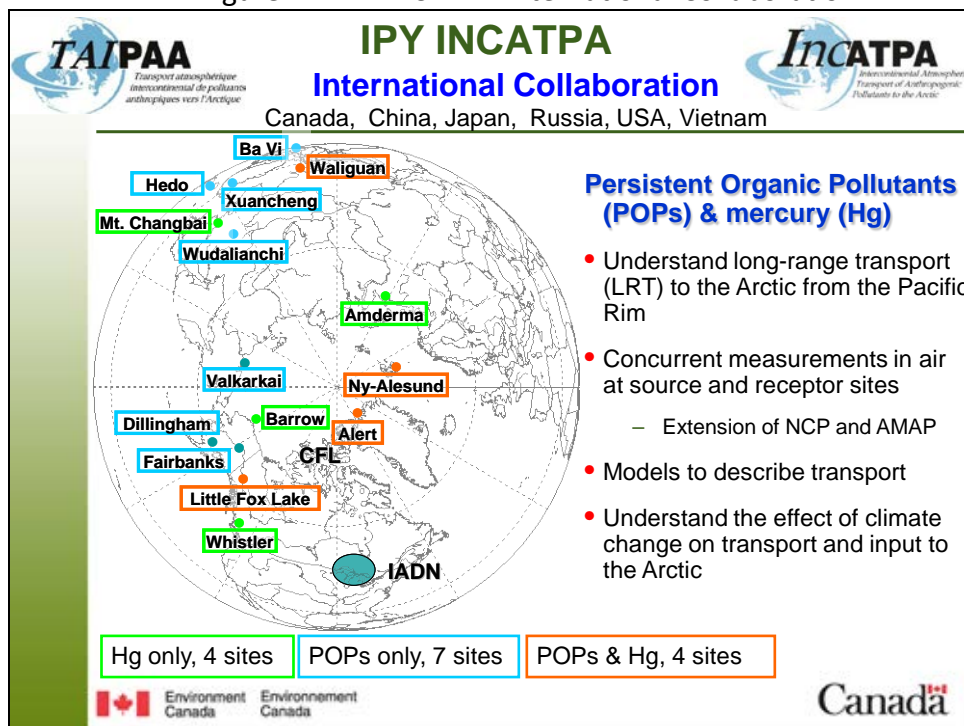 TAIPAA
Transport atmosphérique
intercontinental de polluants
anthropiques vers l'Arctique
IPY INCATPA
International Collaboration
Canada, China, Japan, Russia, USA, Vietnam
INCATPA
Intercontinental Atmospher
Transport of Anthropogenic
Pollutants to the Arctic
Ba Vi
Waliguan
Hedo
Xuancheng
Mt. Changbai
Wudalianchi
Amderma
Valkarkai
Ny-Alesund
Dillingham
Barrow
Alert
Fairbanks
CFL
Little Fox Lake
Whistler
IADN
Persistent Organic Pollutants
(POPs) & mercury (Hg)
• Understand long-range transport
(LRT) to the Arctic from the Pacific
Rim
• Concurrent measurements in air
at source and receptor sites
– Extension of NCP and AMAP
• Models to describe transport
• Understand the effect of climate
change on transport and input to
the Arctic
Hg only, 4 sites
POPs only, 7 sites
POPs & Hg, 4 sites
Environment Environnement
Canada Canada
Canada